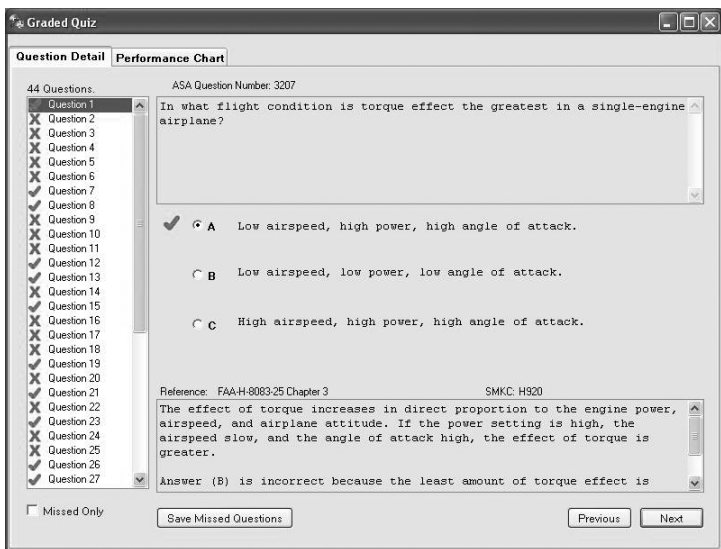 Graded Quiz
Question Detail
Performance Chart
44 Questions.
Question 1
Question 2
Question 3
Question 4
Question 5
Question 6
Question 7
Question 8
Question 9
Question 10
Question 11
Question 12
Question 13
Question 14
Question 15
Question 16
Question 17
Question 18
Question 19
Question 20
Question 21
Question 22
Question 23
Question 24
Question 25
Question 26
Question 27
Missed Only
ASA Question Number: 3207
In what flight condition is torque effect the greatest in a single-engine
airplane?
A Low airspeed, high power, high angle of attack.
B Low airspeed, low power, low angle of attack.
C High airspeed, high power, high angle of attack.
Reference: FAA-H-8083-25 Chapter 3
SMKC: H920
The effect of torque increases in direct proportion to the engine power,
airspeed, and airplane attitude. If the power setting is high, the
airspeed slow, and the angle of attack high, the effect of torque is
greater.
Answer (B) is incorrect because the least amount of torque effect is
Save Missed Questions
Previous
Next